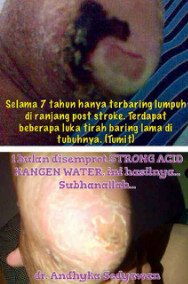 Selama 7 tahun hanya terbaring lumpuh
di ranjang post stroke. Terdapat
beberapa luka tirah baring lama di
tubuhnya. (Tumit)
1 bulan disemprot STRONG ACID
KANGEN WATER, ini hasilnya...
Subhanallah...
dr. Andhyka Sedyawan